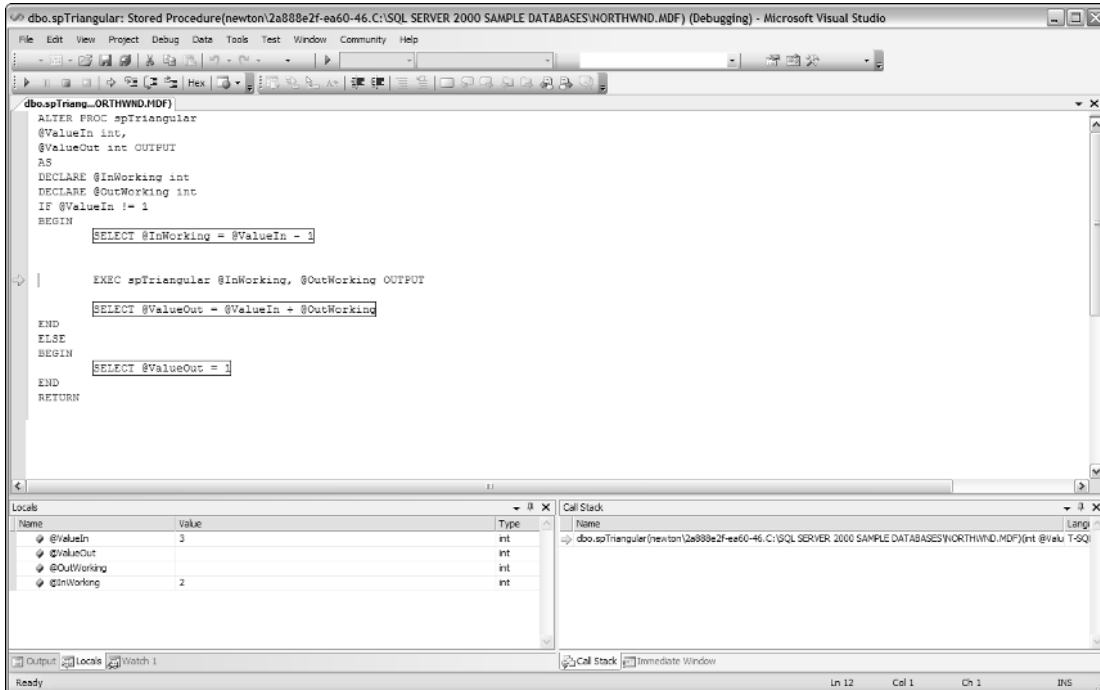 dbo.spTriangular: Stored Procedure(newton\2a888e2f-ea60-46.C:\SQL SERVER 2000 SAMPLE DATABASES\NORTHWND.MDF) (Debugging) - Microsoft Visual Studio
File Edit View Project Debug Data Tools Test Window Community Help
Hex
dbo.spTriang...ORTHWND.MDF)
ALTER PROC spTriangular
@ValueIn int,
@ValueOut int OUTPUT
AS
DECLARE @InWorking int
DECLARE @OutWorking int
IF @ValueIn != 1
BEGIN
SELECT @InWorking = @ValueIn - 1
EXEC spTriangular @InWorking, @OutWorking OUTPUT
SELECT @ValueOut = @ValueIn + @OutWorking
END
ELSE
BEGIN
SELECT @ValueOut = 1
END
RETURN
Locals
Name Value Type
@ValueIn 3 int
@ValueOut int
@OutWorking int
@InWorking 2 int
Output Locals Watch 1
Call Stack
Name Langu
dbo.spTriangular(newton\2a888e2f-ea60-46.C:\SQL SERVER 2000 SAMPLE DATABASES\NORTHWND.MDF)(int @Valu T-SQL
Call Stack Immediate Window
Ready Ln 12 Col 1 Ch 1 INS